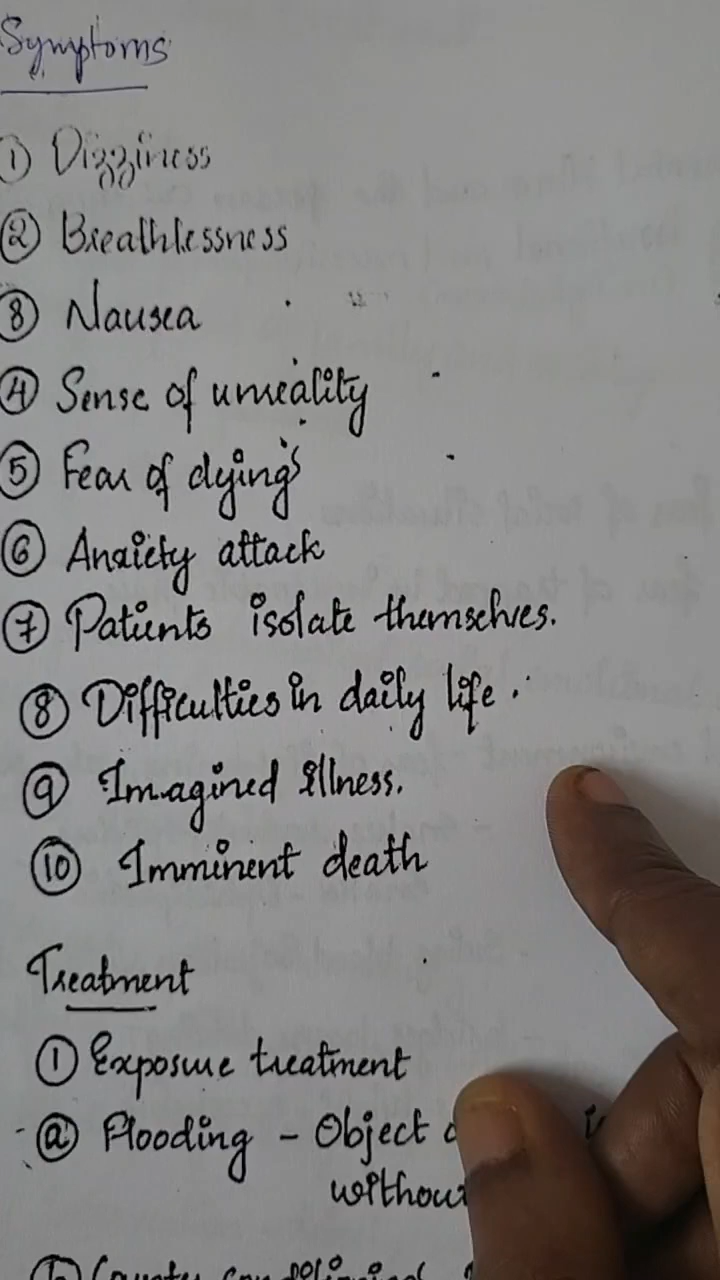 Symptoms
① Dizziness
② Breathlessness
③ Nausea
④ Sense of unreality
⑤ Fear of dying
⑥ Anxiety attack
⑦ Patients isolate themselves.
⑧ Difficulties in daily life.
⑨ Imagined illness.
⑩ Imminent death
Treatment
① Exposure treatment
ⓐ Flooding - Object
without